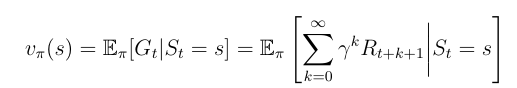 v_π(s) = 𝔼_π[G_t|S_t = s] = 𝔼_π [ ∑_{k=0}^{∞} γ^k R_{t+k+1} | S_t = s ]